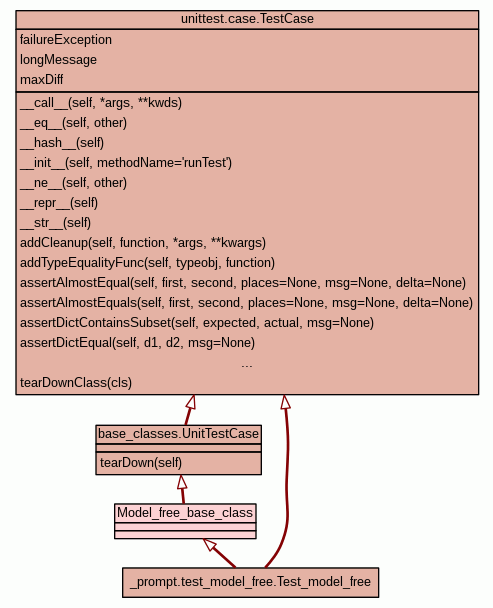 unittest.case.TestCase
failureException
longMessage
maxDiff
__call__(self, *args, **kwds)
__eq__(self, other)
__hash__(self)
__init__(self, methodName='runTest')
__ne__(self, other)
__repr__(self)
__str__(self)
addCleanup(self, function, *args, **kwargs)
addTypeEqualityFunc(self, typeobj, function)
assertAlmostEqual(self, first, second, places=None, msg=None, delta=None)
assertAlmostEquals(self, first, second, places=None, msg=None, delta=None)
assertDictContainsSubset(self, expected, actual, msg=None)
assertDictEqual(self, d1, d2, msg=None)
...
tearDownClass(cls)
base_classes.UnitTestCase
tearDown(self)
Model_free_base_class
_prompt.test_model_free.Test_model_free